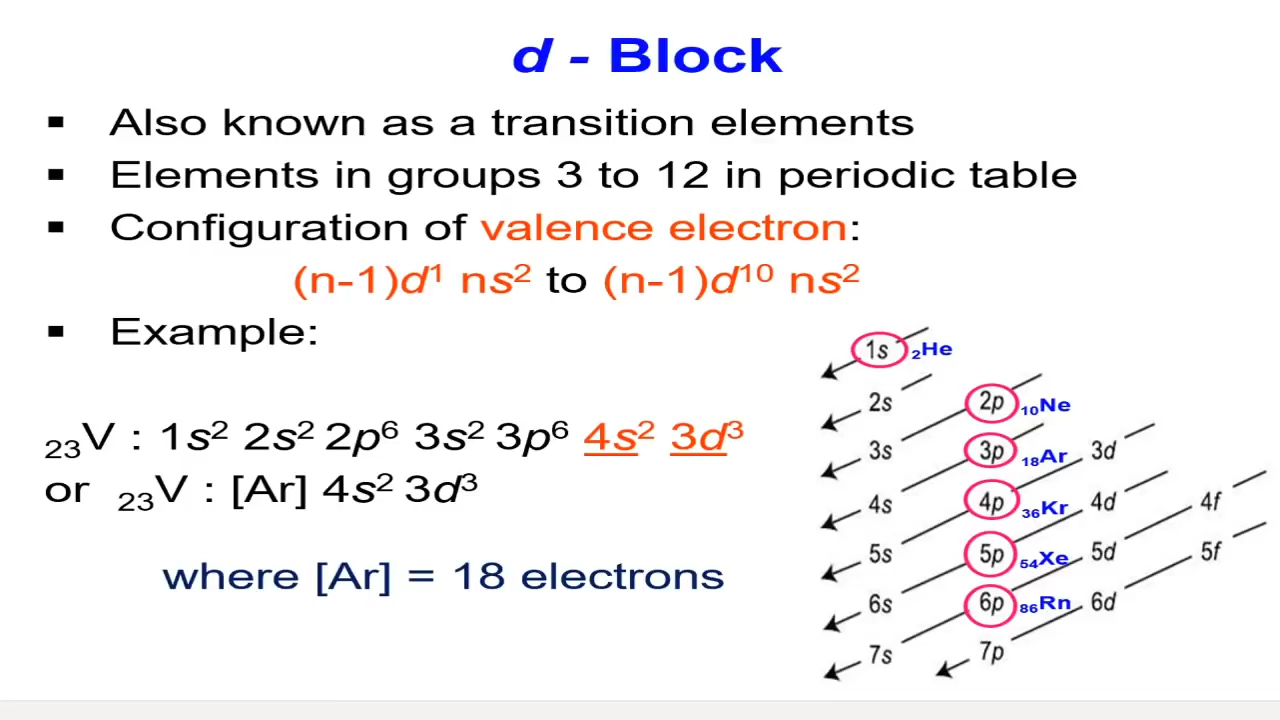 d - Block
▪ Also known as a transition elements
▪ Elements in groups 3 to 12 in periodic table
▪ Configuration of valence electron:
(n-1)d¹ ns² to (n-1)d¹⁰ ns²
▪ Example:
₂₃V : 1s² 2s² 2p⁶ 3s² 3p⁶ 4s² 3d³
or ₂₃V : [Ar] 4s² 3d³
where [Ar] = 18 electrons
1s ₂He
2s 2p ₁₀Ne
3s 3p ₁₈Ar 3d
4s 4p ₃₆Kr 4d 4f
5s 5p ₅₄Xe 5d 5f
6s 6p ₈₆Rn 6d
7s 7p